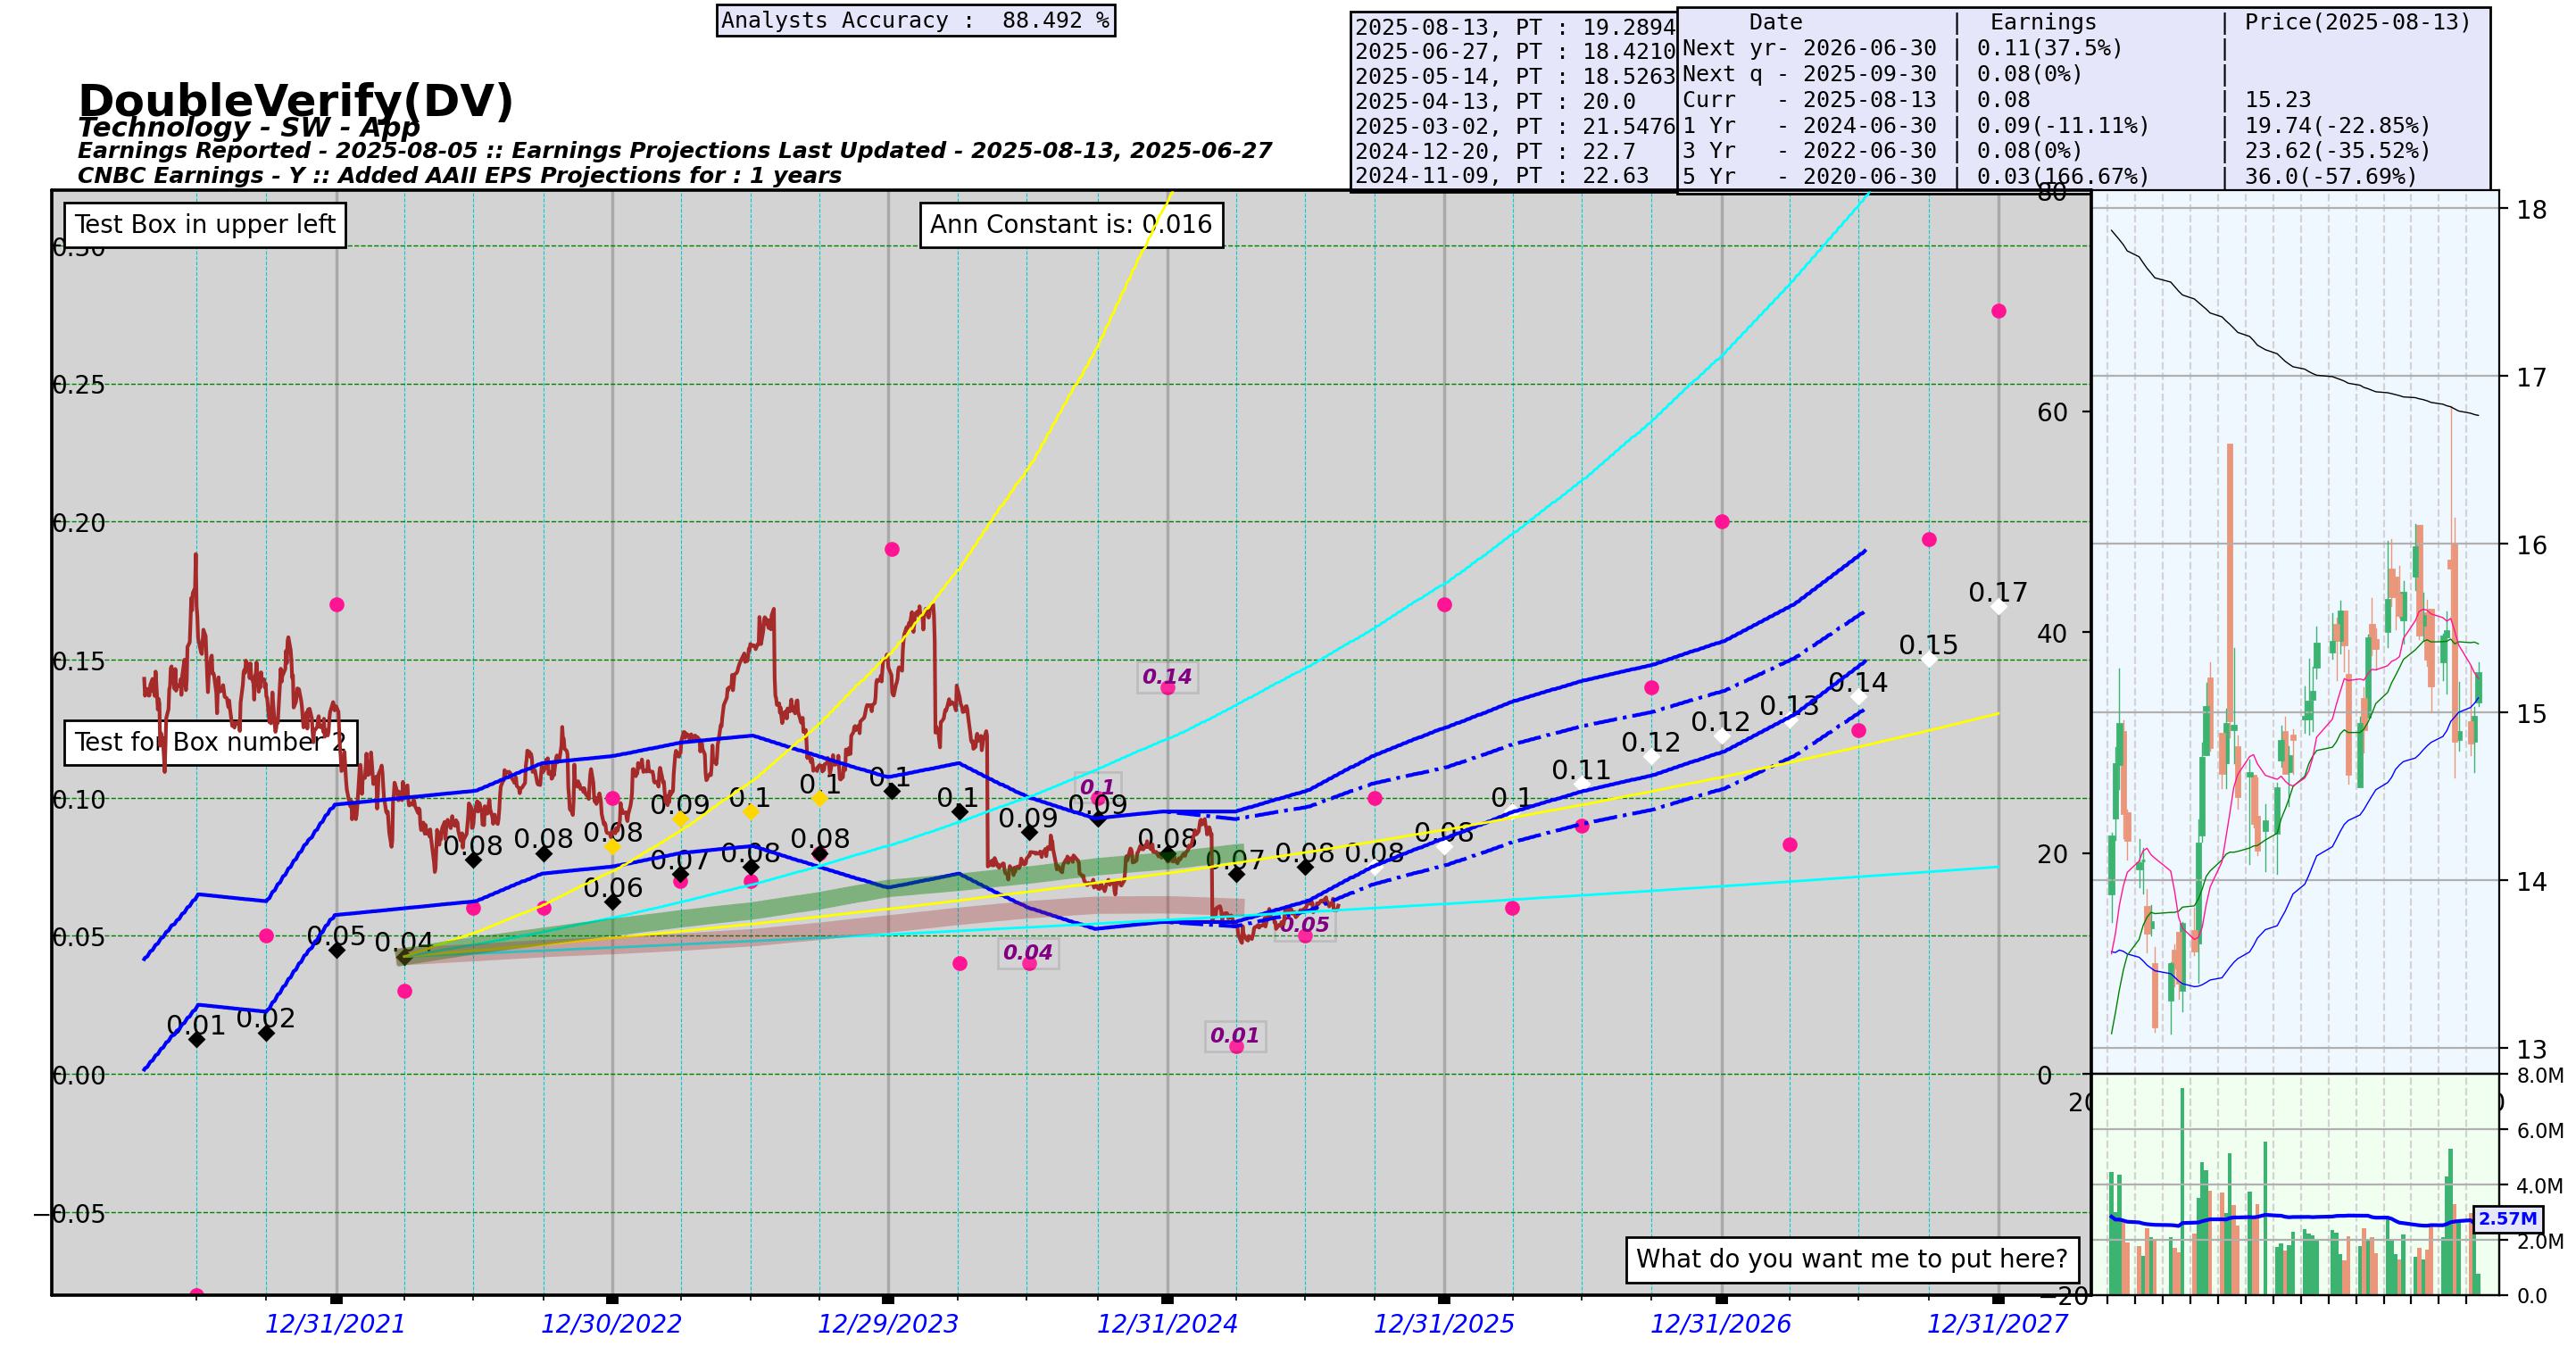 Analysts Accuracy :  88.492 %
2025-08-13, PT : 19.2894
2025-06-27, PT : 18.4210
2025-05-14, PT : 18.5263
2025-04-13, PT : 20.0
2025-03-02, PT : 21.5476
2024-12-20, PT : 22.7
2024-11-09, PT : 22.63
Date | Earnings | Price(2025-08-13)
Next yr- 2026-06-30 | 0.11(37.5%) |
Next q - 2025-09-30 | 0.08(0%) |
Curr - 2025-08-13 | 0.08 | 15.23
1 Yr - 2024-06-30 | 0.09(-11.11%) | 19.74(-22.85%)
3 Yr - 2022-06-30 | 0.08(0%) | 23.62(-35.52%)
5 Yr - 2020-06-30 | 0.03(166.67%) | 36.0(-57.69%)
DoubleVerify(DV)
Technology - SW - App
Earnings Reported - 2025-08-05 :: Earnings Projections Last Updated - 2025-08-13, 2025-06-27
CNBC Earnings - Y :: Added AAII EPS Projections for : 1 years
Test Box in upper left
Ann Constant is: 0.016
Test for Box number 2
What do you want me to put here?
0.30
0.25
0.20
0.15
0.10
0.05
0.00
−0.05
0.01
0.02
0.05
0.04
0.08
0.08
0.08
0.06
0.09
0.07
0.1
0.08
0.1
0.08
0.1
0.1
0.09
0.04
0.1
0.09
0.14
0.08
0.07
0.01
0.08
0.05
0.08
0.08
0.1
0.11
0.12
0.12
0.13
0.14
0.15
0.17
80
60
40
20
0
−20
18
17
16
15
14
13
8.0M
6.0M
4.0M
2.57M
2.0M
0.0
12/31/2021
12/30/2022
12/29/2023
12/31/2024
12/31/2025
12/31/2026
12/31/2027